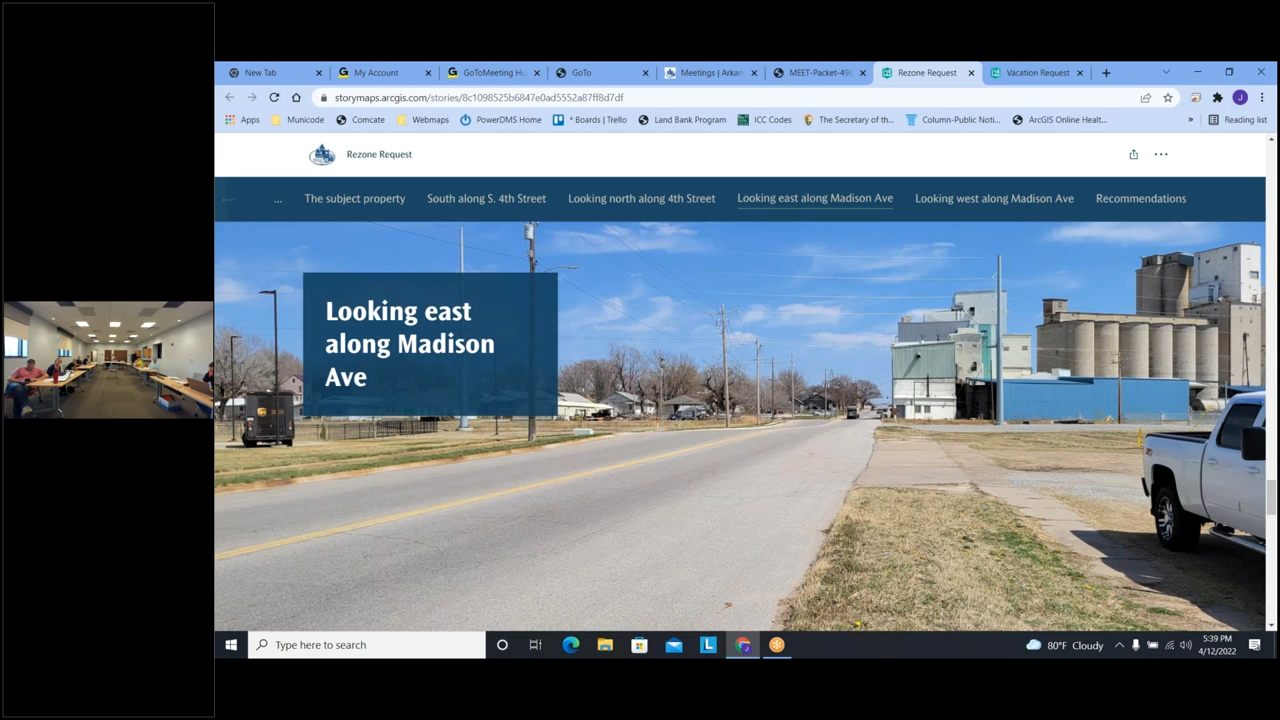 New Tab
My Account
GoToMeeting Hu
GoTo
Meetings | Arkan
MEET-Packet-49
Rezone Request
Vacation Request
storymaps.arcgis.com/stories/8c1098525b6847e0ad5552a87ff8d7df
Apps
Municode
Comcate
Webmaps
PowerDMS Home
* Boards | Trello
Land Bank Program
ICC Codes
The Secretary of th...
Column-Public Noti...
ArcGIS Online Healt...
»
Reading list
Rezone Request
...
The subject property
South along S. 4th Street
Looking north along 4th Street
Looking east along Madison Ave
Looking west along Madison Ave
Recommendations
Looking east
along Madison
Ave
Type here to search
80°F Cloudy
5:39 PM
4/12/2022